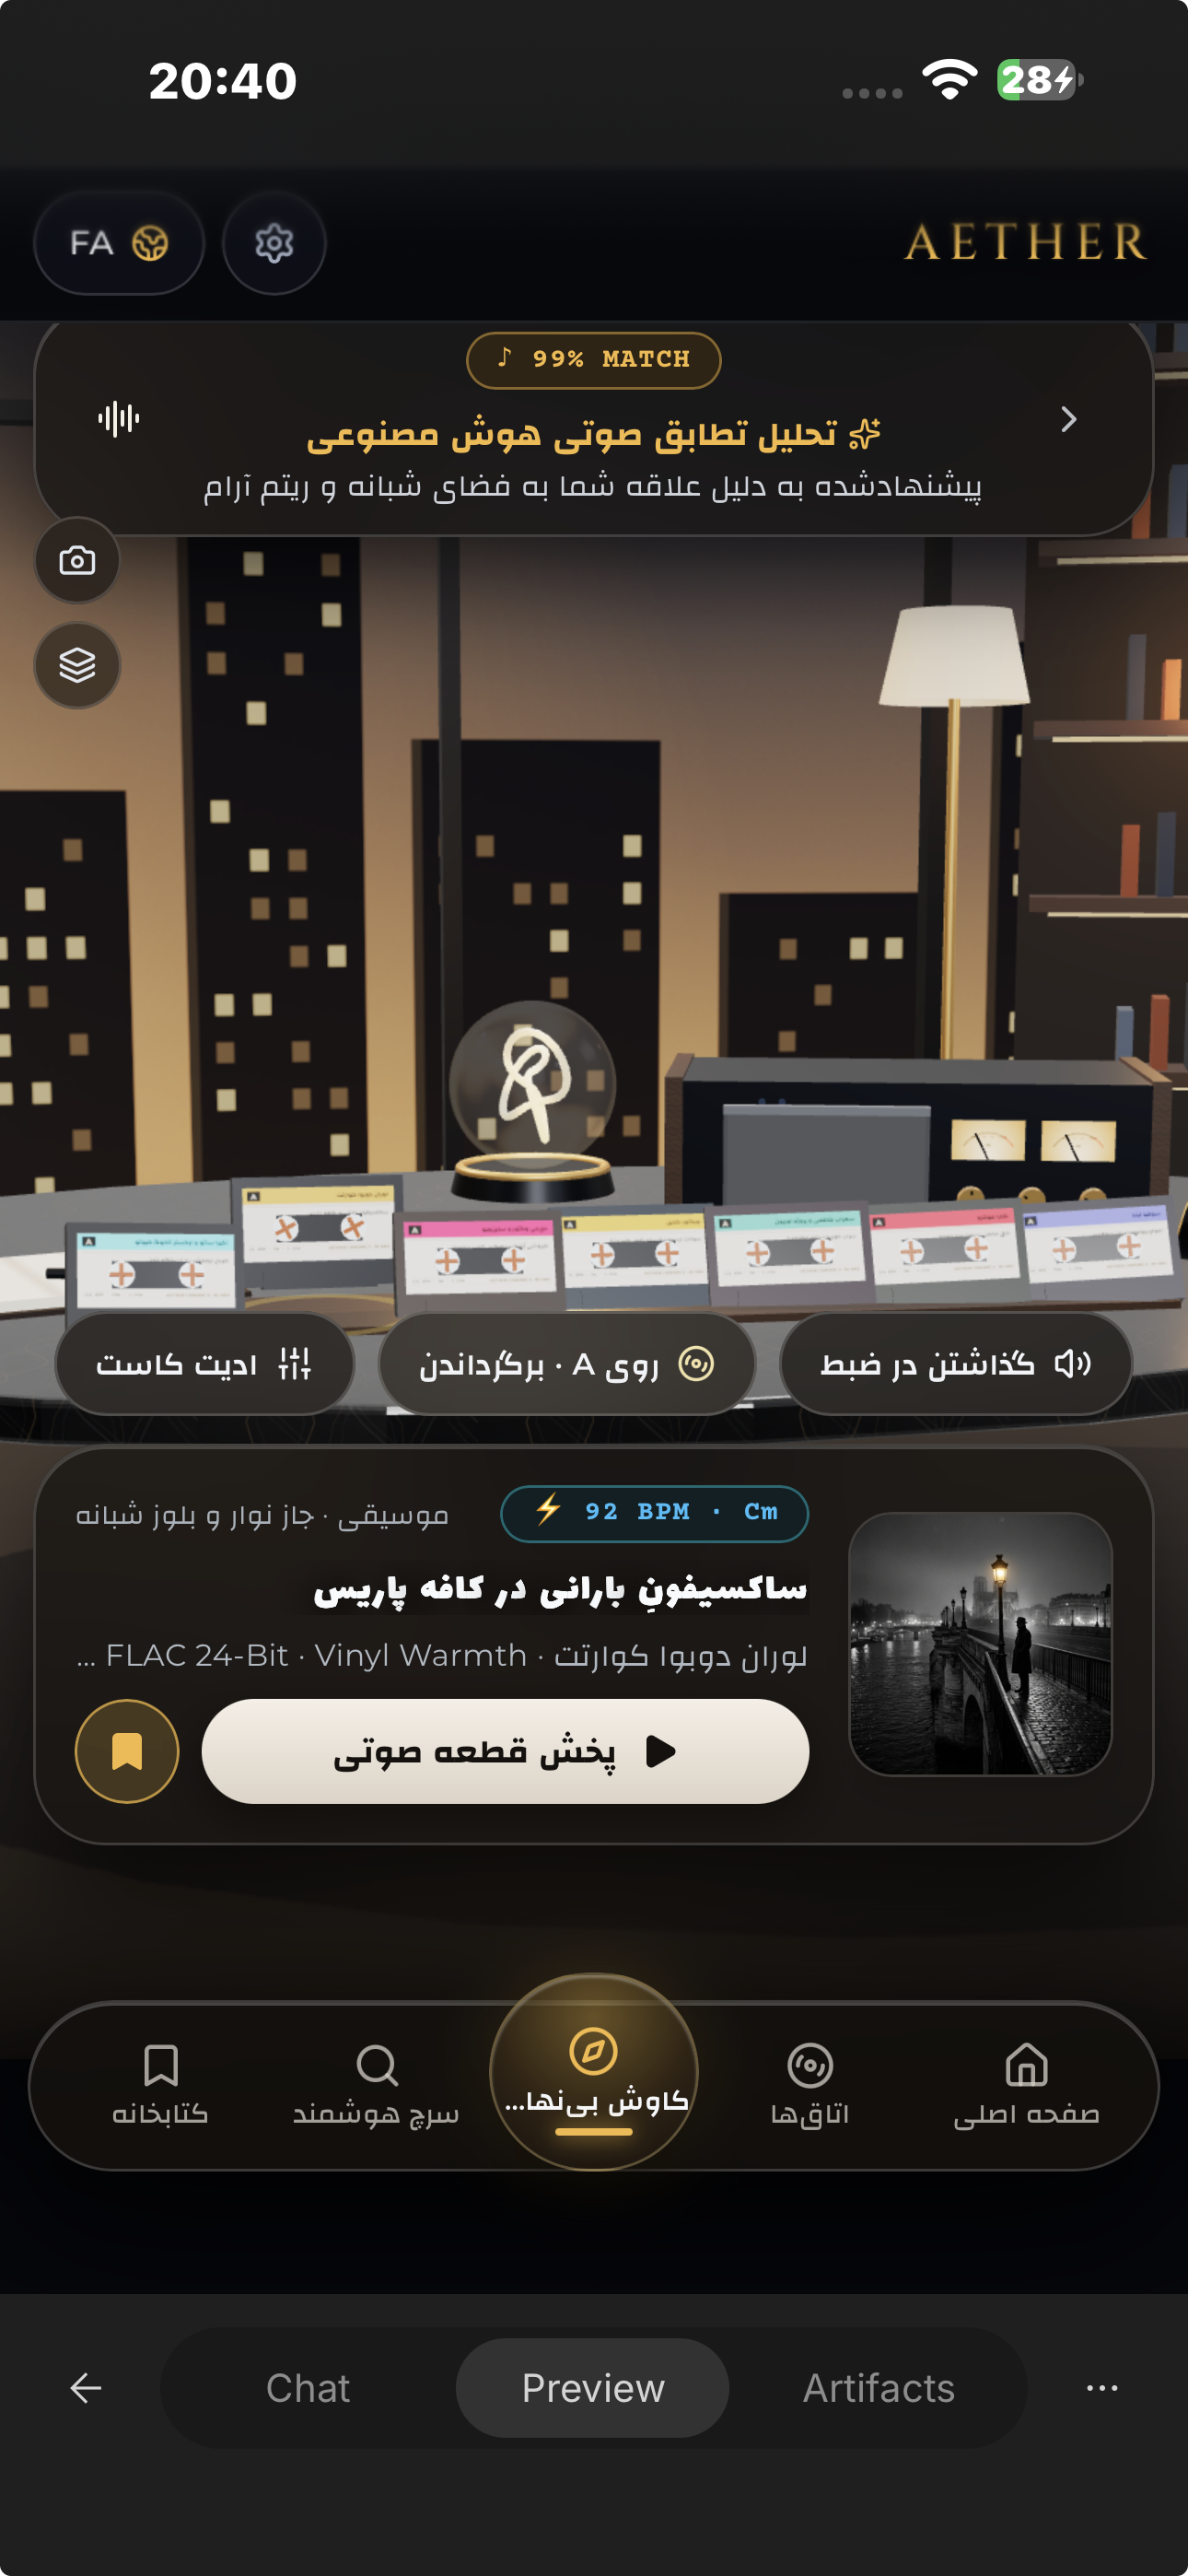 20:40
28
FA
AETHER
♪ 99% MATCH
تحلیل تطابق صوتی هوش مصنوعی
پیشنهادشده به دلیل علاقه شما به فضای شبانه و ریتم آرام
گذاشتن در ضبط
روی A · برگرداندن
ادیت کاست
⚡ 92 BPM · Cm
موسیقی · جاز نوار و بلوز شبانه
ساکسیفونِ بارانی در کافه پاریس
لوران دوبوا کوارتت · FLAC 24-Bit · Vinyl Warmth ...
پخش قطعه صوتی
صفحه اصلی
اتاق‌ها
کاوش بی‌نها...
سرچ هوشمند
کتابخانه
Chat
Preview
Artifacts